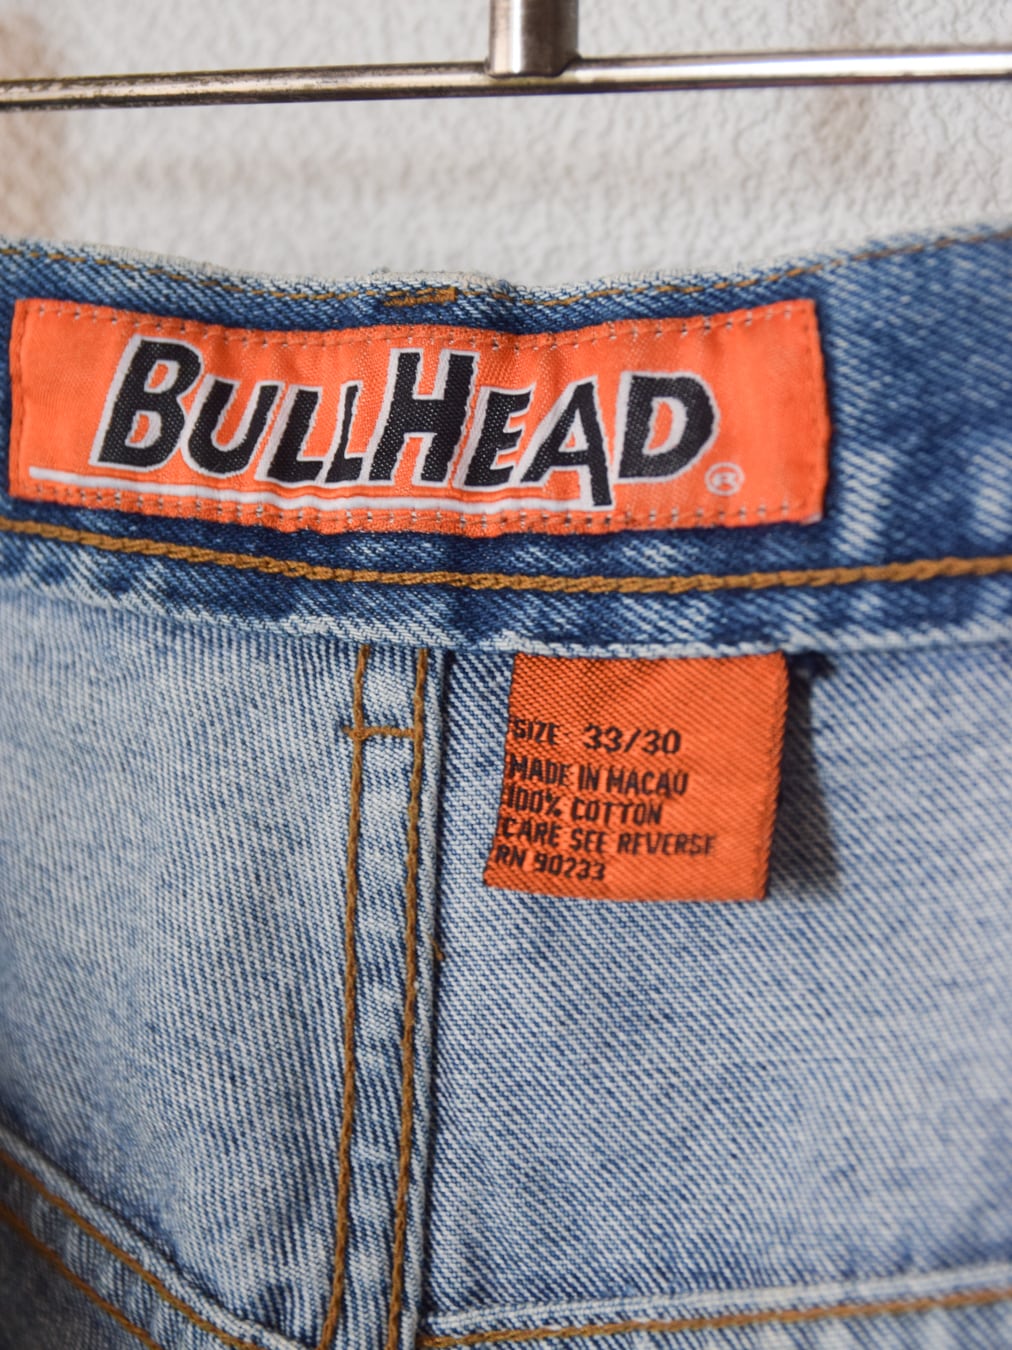 BULLHEAD ®
SIZE 33/30
MADE IN MACAU
100% COTTON
CARE SEE REVERSE
RN 90233